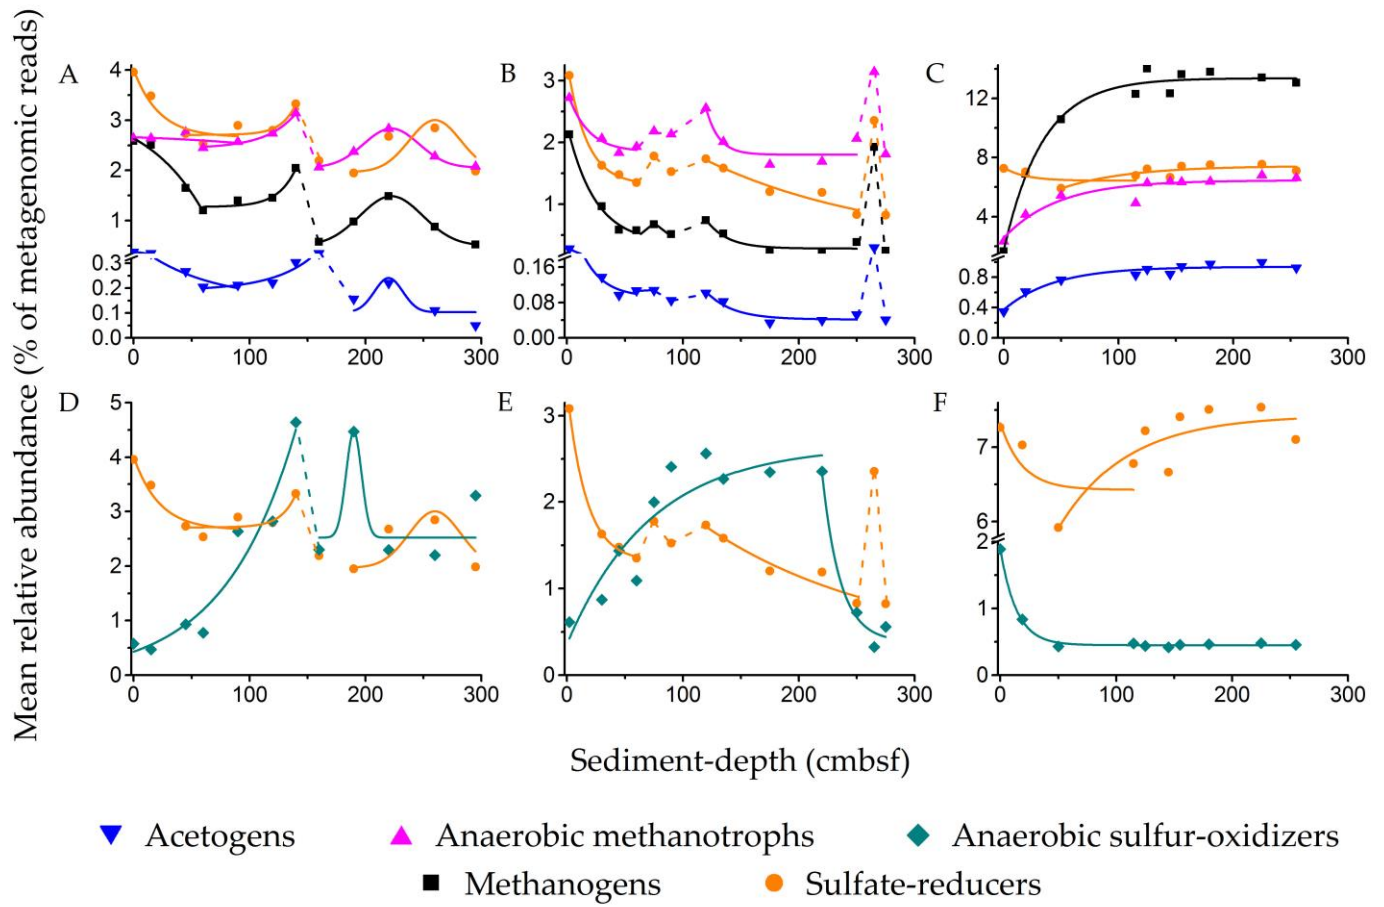 Mean relative abundance (% of metagenomic reads)
A
4
3
2
1
0.3
0.2
0.1
0.0
0 100 200 300
B
3
2
1
0.16
0.08
0.00
0 100 200 300
C
12
8
4
0.8
0.4
0.0
0 100 200 300
D
5
4
3
2
1
0
0 100 200 300
E
3
2
1
0
0 100 200 300
F
7
6
2
1
0
0 100 200 300
Sediment-depth (cmbsf)
Acetogens Anaerobic methanotrophs Anaerobic sulfur-oxidizers
Methanogens Sulfate-reducers